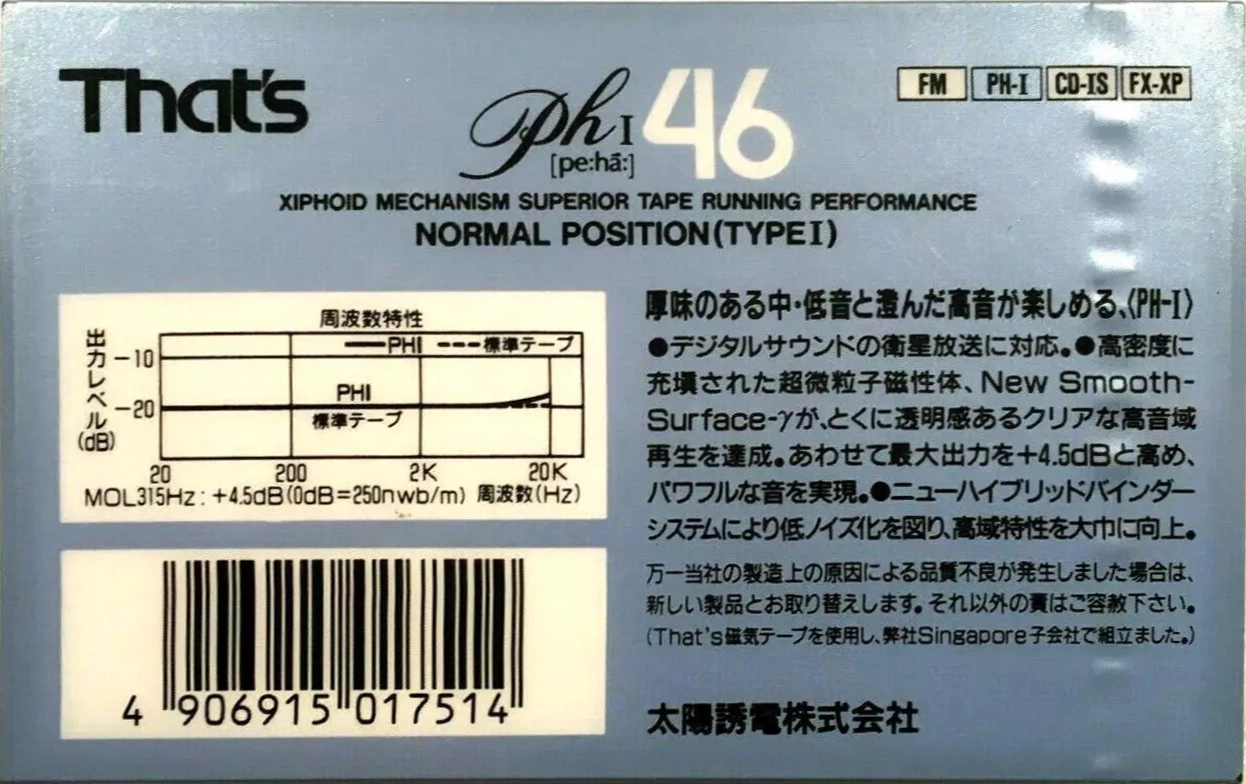 That's
Ph I 46
[pe:hā:]
FM PH-I CD-IS FX-XP
XIPHOID MECHANISM SUPERIOR TAPE RUNNING PERFORMANCE
NORMAL POSITION(TYPE I)
周波数特性
PHI 標準テープ
出力レベル(dB)
-10
PHI
-20
標準テープ
20 200 2K 20K
MOL315Hz:+4.5dB(0dB=250nwb/m) 周波数(Hz)
厚味のある中・低音と澄んだ高音が楽しめる、〈PH-I〉
●デジタルサウンドの衛星放送に対応。●高密度に
充填された超微粒子磁性体、New Smooth-
Surface-γが、とくに透明感あるクリアな高音域
再生を達成。あわせて最大出力を+4.5dBと高め、
パワフルな音を実現。●ニューハイブリッドバインダー
システムにより低ノイズ化を図り、高域特性を大巾に向上。
万一当社の製造上の原因による品質不良が発生しました場合は、
新しい製品とお取り替えします。それ以外の責はご容赦下さい。
(That's磁気テープを使用し、弊社Singapore子会社で組立ました。)
4 906915 017514
太陽誘電株式会社